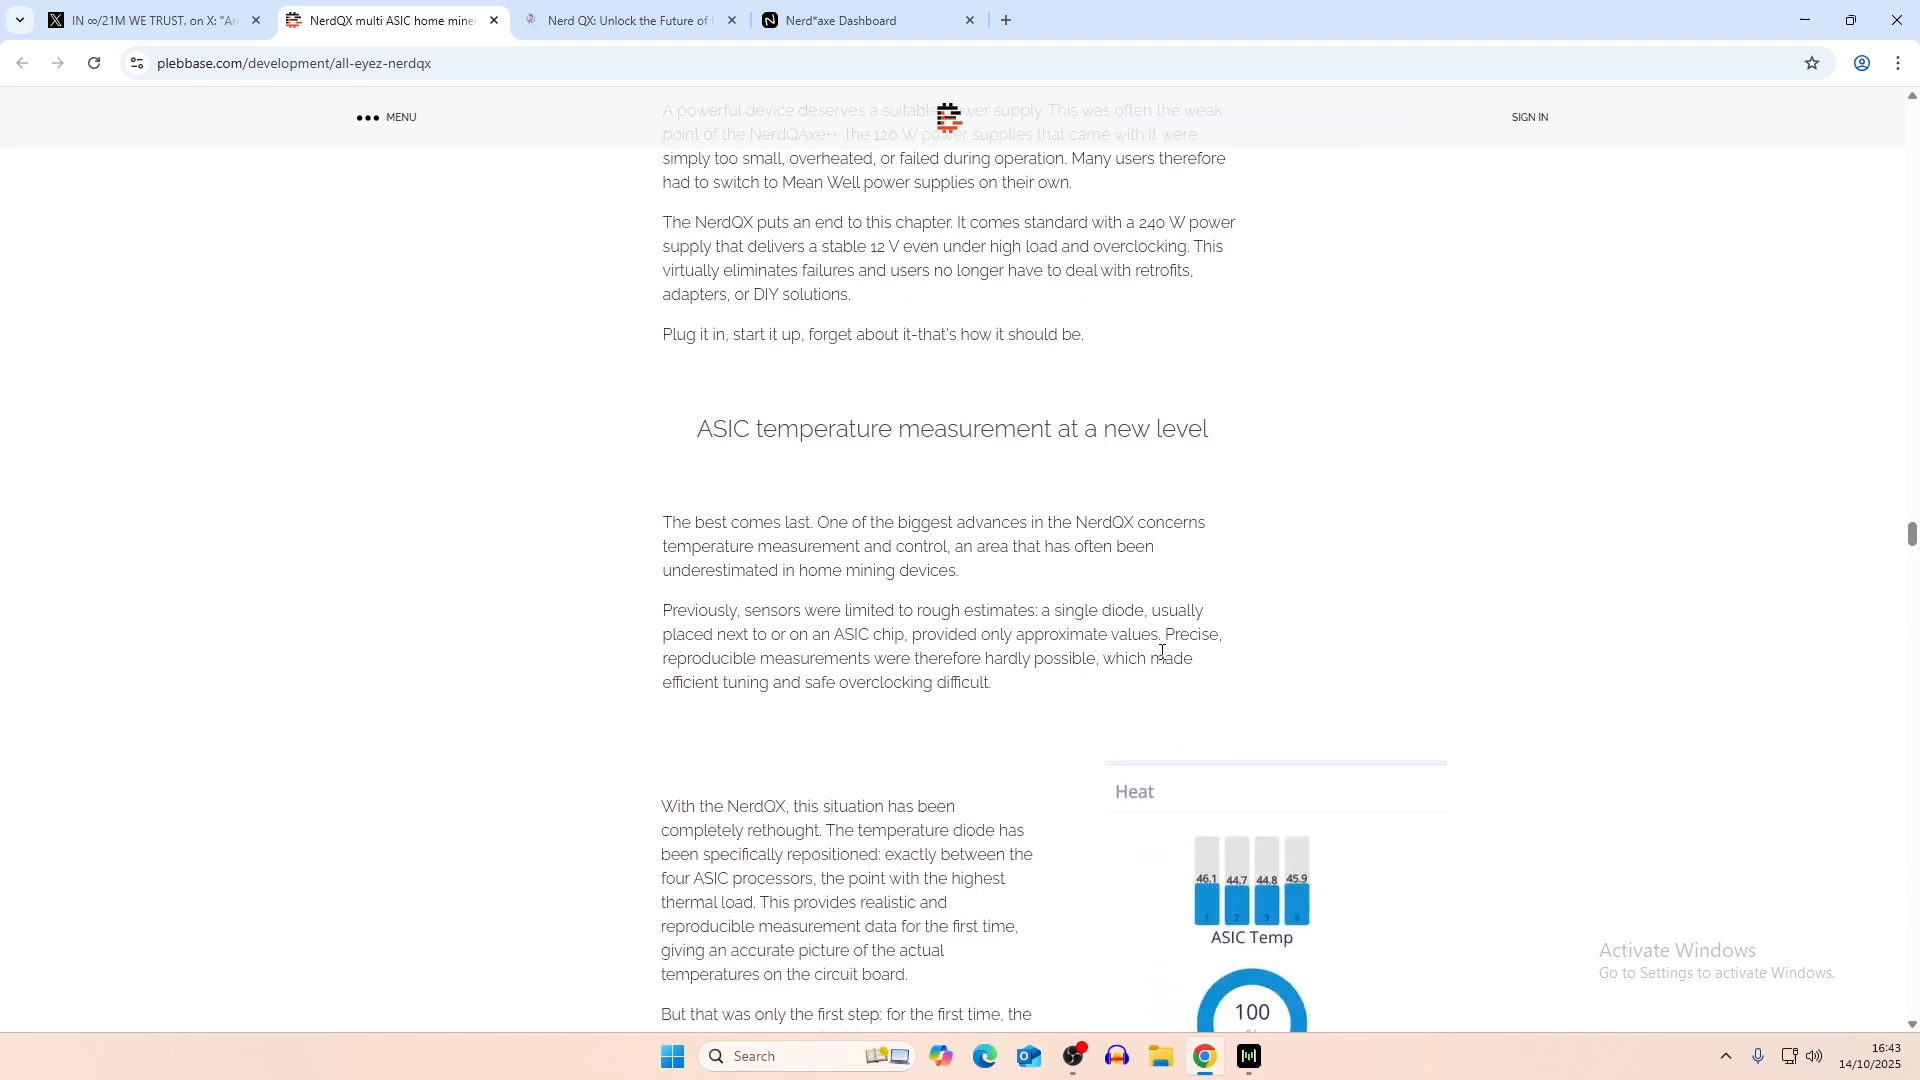 IN ∞/21M WE TRUST. on X: "An
NerdQX multi ASIC home mine
Nerd QX: Unlock the Future of
Nerd*axe Dashboard
plebbase.com/development/all-eyez-nerdqx
MENU
SIGN IN
A powerful device deserves a suitable power supply. This was often the weak
point of the NerdQAxe++: the 120 W power supplies that came with it were
simply too small, overheated, or failed during operation. Many users therefore
had to switch to Mean Well power supplies on their own.
The NerdQX puts an end to this chapter. It comes standard with a 240 W power
supply that delivers a stable 12 V even under high load and overclocking. This
virtually eliminates failures and users no longer have to deal with retrofits,
adapters, or DIY solutions.
Plug it in, start it up, forget about it-that's how it should be.
ASIC temperature measurement at a new level
The best comes last. One of the biggest advances in the NerdQX concerns
temperature measurement and control, an area that has often been
underestimated in home mining devices.
Previously, sensors were limited to rough estimates: a single diode, usually
placed next to or on an ASIC chip, provided only approximate values. Precise,
reproducible measurements were therefore hardly possible, which made
efficient tuning and safe overclocking difficult.
With the NerdQX, this situation has been
completely rethought. The temperature diode has
been specifically repositioned: exactly between the
four ASIC processors, the point with the highest
thermal load. This provides realistic and
reproducible measurement data for the first time,
giving an accurate picture of the actual
temperatures on the circuit board.
But that was only the first step: for the first time, the
Heat
46.1 44.7 44.8 45.9
1 2 3 4
ASIC Temp
100
%
Activate Windows
Go to Settings to activate Windows.
Search
16:43
14/10/2025